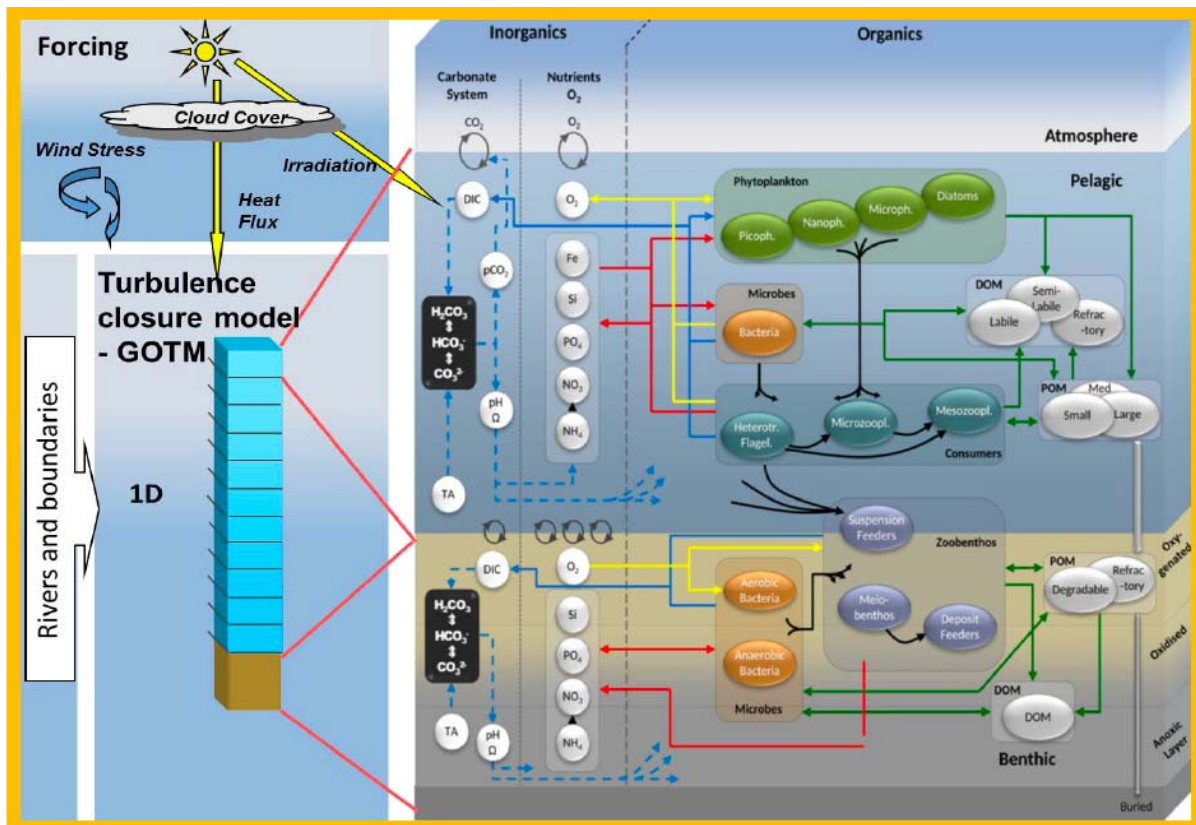 Forcing
Cloud Cover
Wind Stress
Irradiation
Heat
Flux
Turbulence
closure model
- GOTM
1D
Rivers and boundaries
Inorganics
Organics
Carbonate
System
Nutrients
O₂
CO₂
O₂
Atmosphere
Pelagic
DIC
O₂
pCO₂
H₂CO₃
⇕
HCO₃⁻
⇕
CO₃²⁻
pH
Ω
TA
Fe
Si
PO₄
NO₃
NH₄
Phytoplankton
Picoph.
Nanoph.
Microph.
Diatoms
Microbes
Bacteria
Heterotr.
Flagel.
Microzoopl.
Mesozoopl.
Consumers
DOM
Labile
Semi-
Labile
Refrac
-tory
POM
Small
Med
Large
DIC
O₂
H₂CO₃
⇕
HCO₃⁻
⇕
CO₃²⁻
TA
pH
Ω
Si
PO₄
NO₃
NH₄
Aerobic
Bacteria
Anaerobic
Bacteria
Microbes
Suspension
Feeders
Zoobenthos
Meio-
benthos
Deposit
Feeders
POM
Degradable
Refrac
-tory
DOM
DOM
Benthic
Oxy-
genated
Oxidised
Anoxic
Layer
Buried